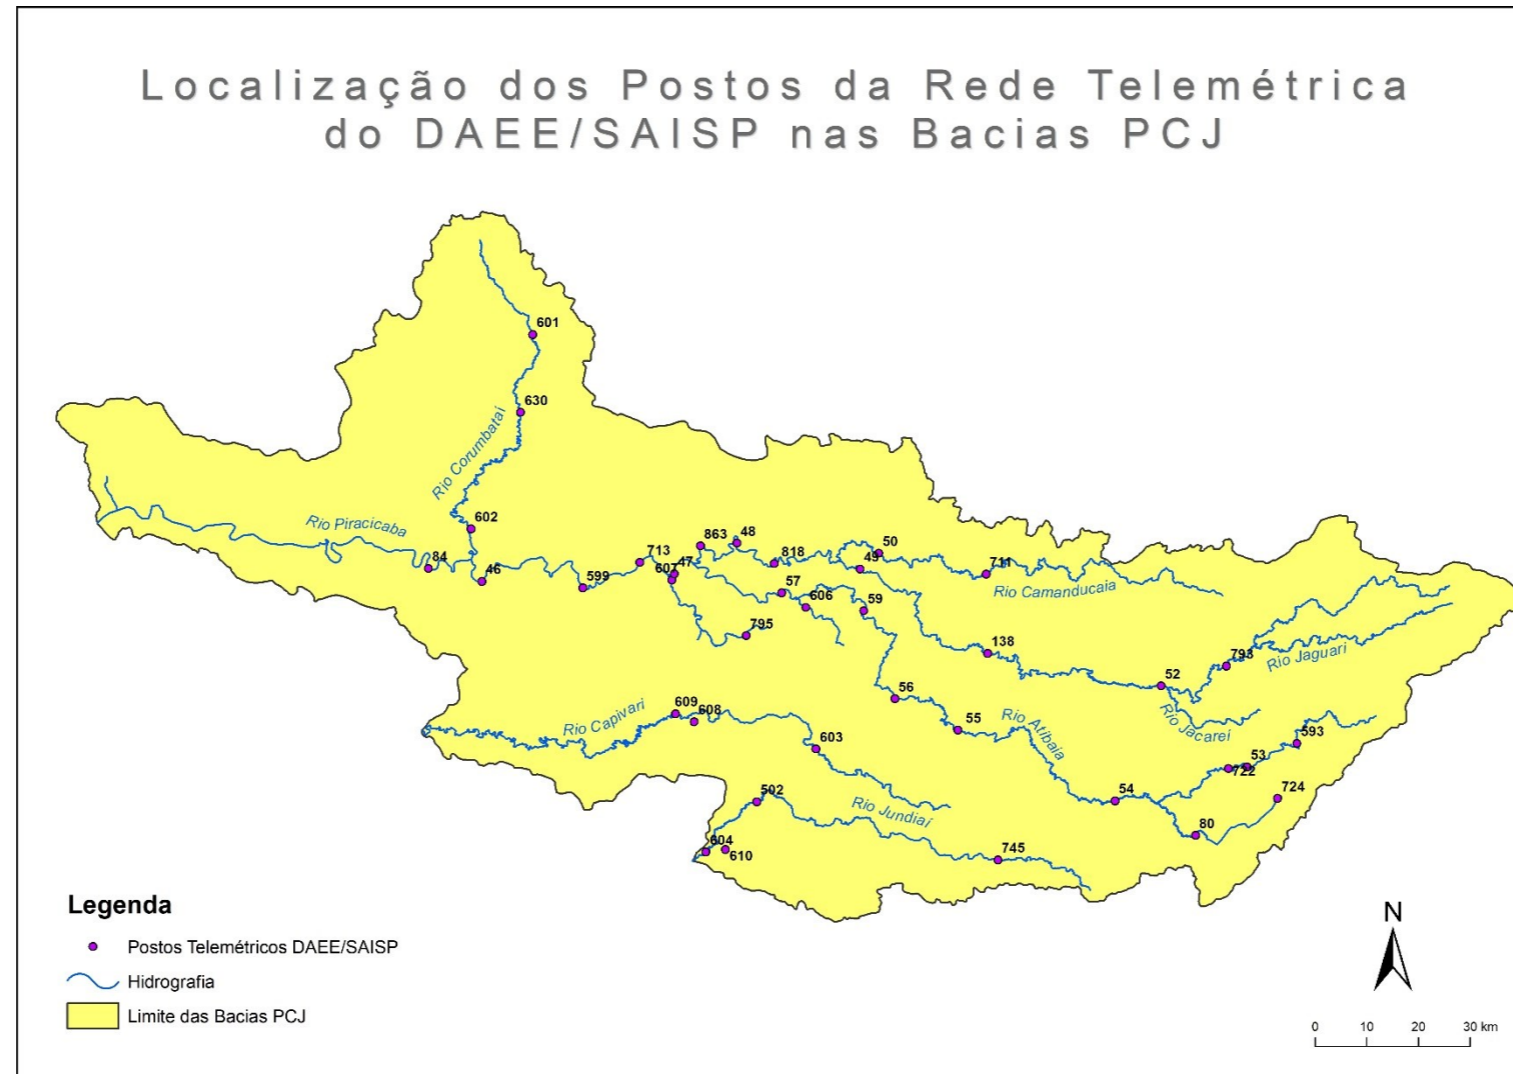 Localização dos Postos da Rede Telemétrica
do DAEE/SAISP nas Bacias PCJ
601
630
Rio Corumbataí
602
Rio Piracicaba
84
46
599
713
607
47
863
48
818
50
49
711
Rio Camanducaia
57
606
59
795
138
52
793
Rio Jaguari
Rio Jacareí
56
55
Rio Atibaia
609
608
Rio Capivari
603
593
53
722
724
54
80
502
Rio Jundiaí
604
610
745
Legenda
Postos Telemétricos DAEE/SAISP
Hidrografia
Limite das Bacias PCJ
N
0 10 20 30 km